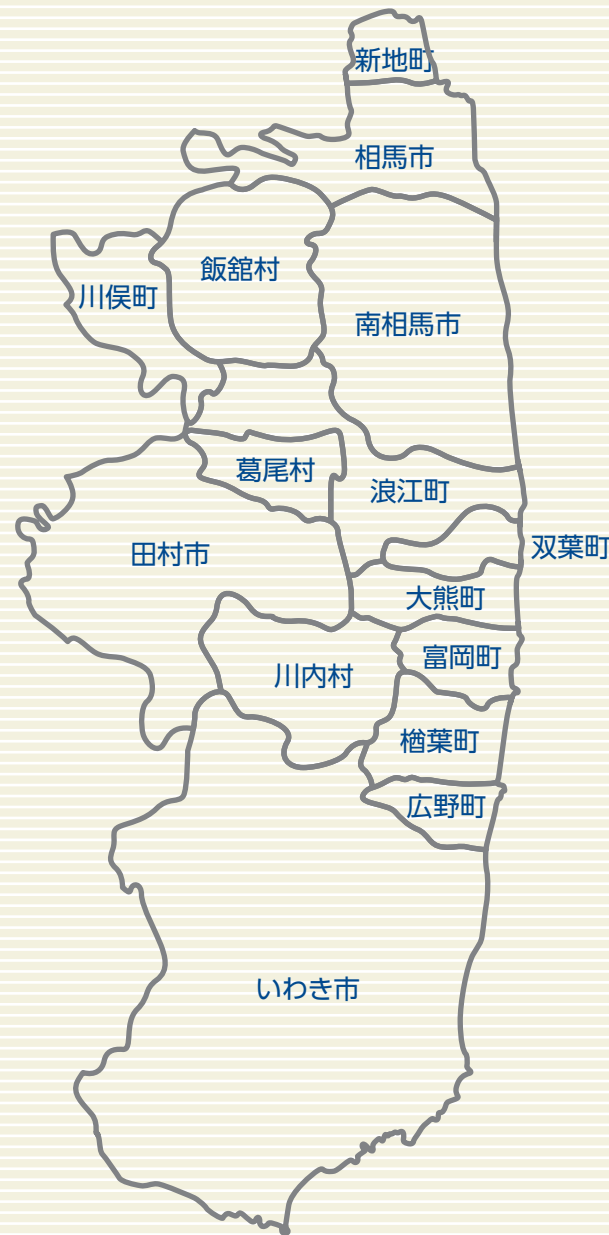 新地町
相馬市
飯舘村
川俣町
南相馬市
葛尾村
浪江町
双葉町
田村市
大熊町
富岡町
川内村
楢葉町
広野町
いわき市